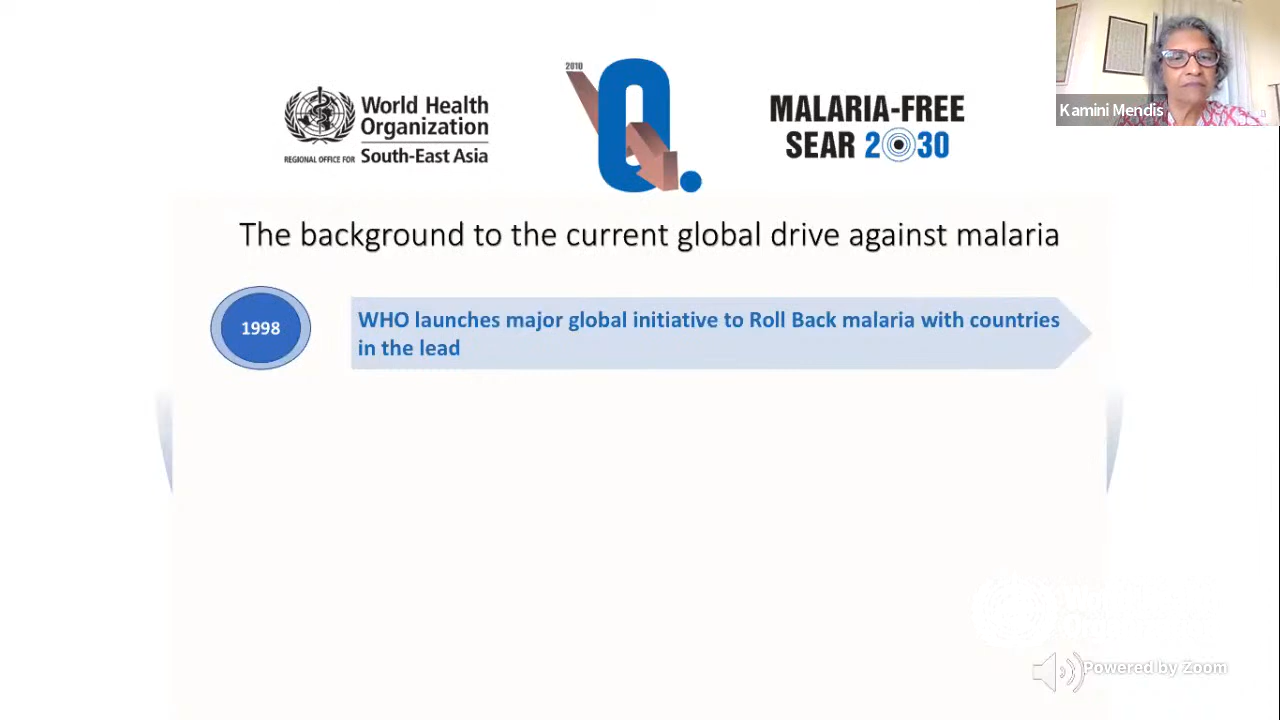 Kamini Mendis
World Health
Organization
REGIONAL OFFICE FOR South-East Asia
2010
0.
MALARIA-FREE
SEAR 2030
The background to the current global drive against malaria
1998
WHO launches major global initiative to Roll Back malaria with countries
in the lead
Powered by Zoom